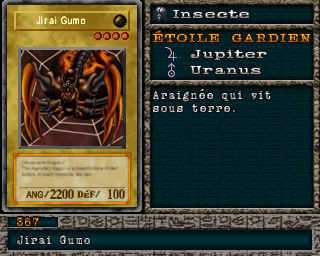 Jirai Gumo
ANG/2200 DéF/ 100
Insecte
ÉTOILE GARDIEN
Jupiter
Uranus
Araignée qui vit
sous terre.
367
Jirai Gumo